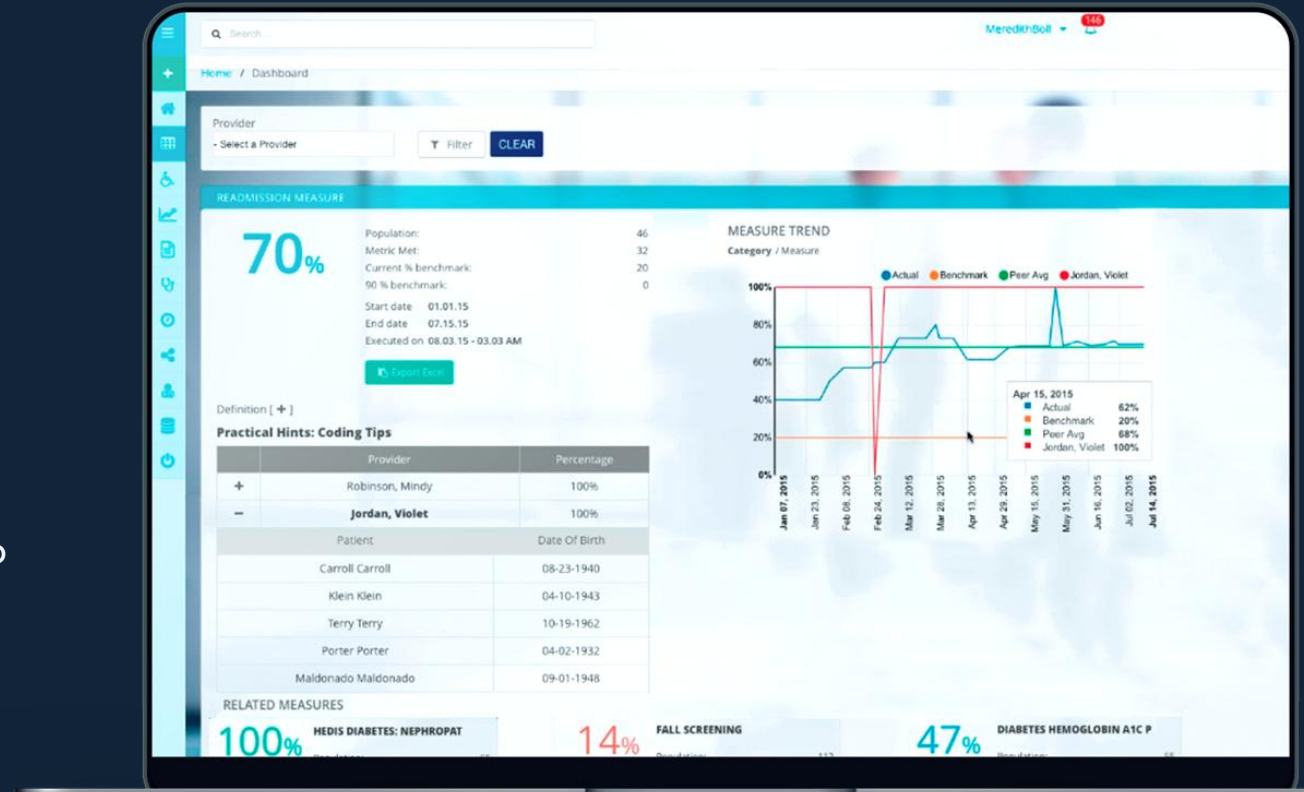 Search...
MeredithBoll
146
Home / Dashboard
Provider
- Select a Provider
Filter
CLEAR
READMISSION MEASURE
70%
Population: 46
Metric Met: 32
Current % benchmark: 20
90 % benchmark: 0
Start date 01.01.15
End date 07.15.15
Executed on 08.03.15 - 03.03 AM
Export Excel
Definition [ + ]
Practical Hints: Coding Tips
Provider Percentage
+ Robinson, Mindy 100%
− Jordan, Violet 100%
Patient Date Of Birth
Carroll Carroll 08-23-1940
Klein Klein 04-10-1943
Terry Terry 10-19-1962
Porter Porter 04-02-1932
Maldonado Maldonado 09-01-1948
MEASURE TREND
Category / Measure
Actual Benchmark Peer Avg Jordan, Violet
100%
80%
60%
40%
20%
0%
Apr 15, 2015
Actual 62%
Benchmark 20%
Peer Avg 68%
Jordan, Violet 100%
Jan 07, 2015
Jan 23, 2015
Feb 08, 2015
Feb 24, 2015
Mar 12, 2015
Mar 28, 2015
Apr 13, 2015
Apr 29, 2015
May 15, 2015
May 31, 2015
Jun 16, 2015
Jul 02, 2015
Jul 14, 2015
RELATED MEASURES
100% HEDIS DIABETES: NEPHROPAT
14% FALL SCREENING
47% DIABETES HEMOGLOBIN A1C P